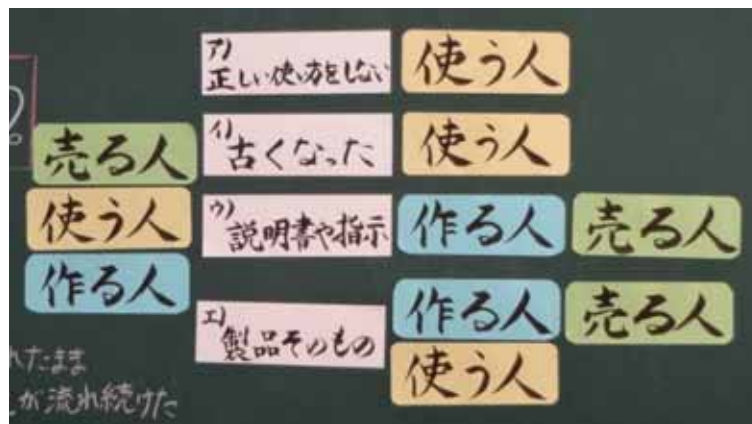 売る人
使う人
作る人
ア)
正しい使い方をしない
使う人
イ)
古くなった
使う人
ウ)
説明書や指示
作る人
売る人
エ)
製品そのもの
作る人
売る人
使う人
れたまま
が流れ続けた